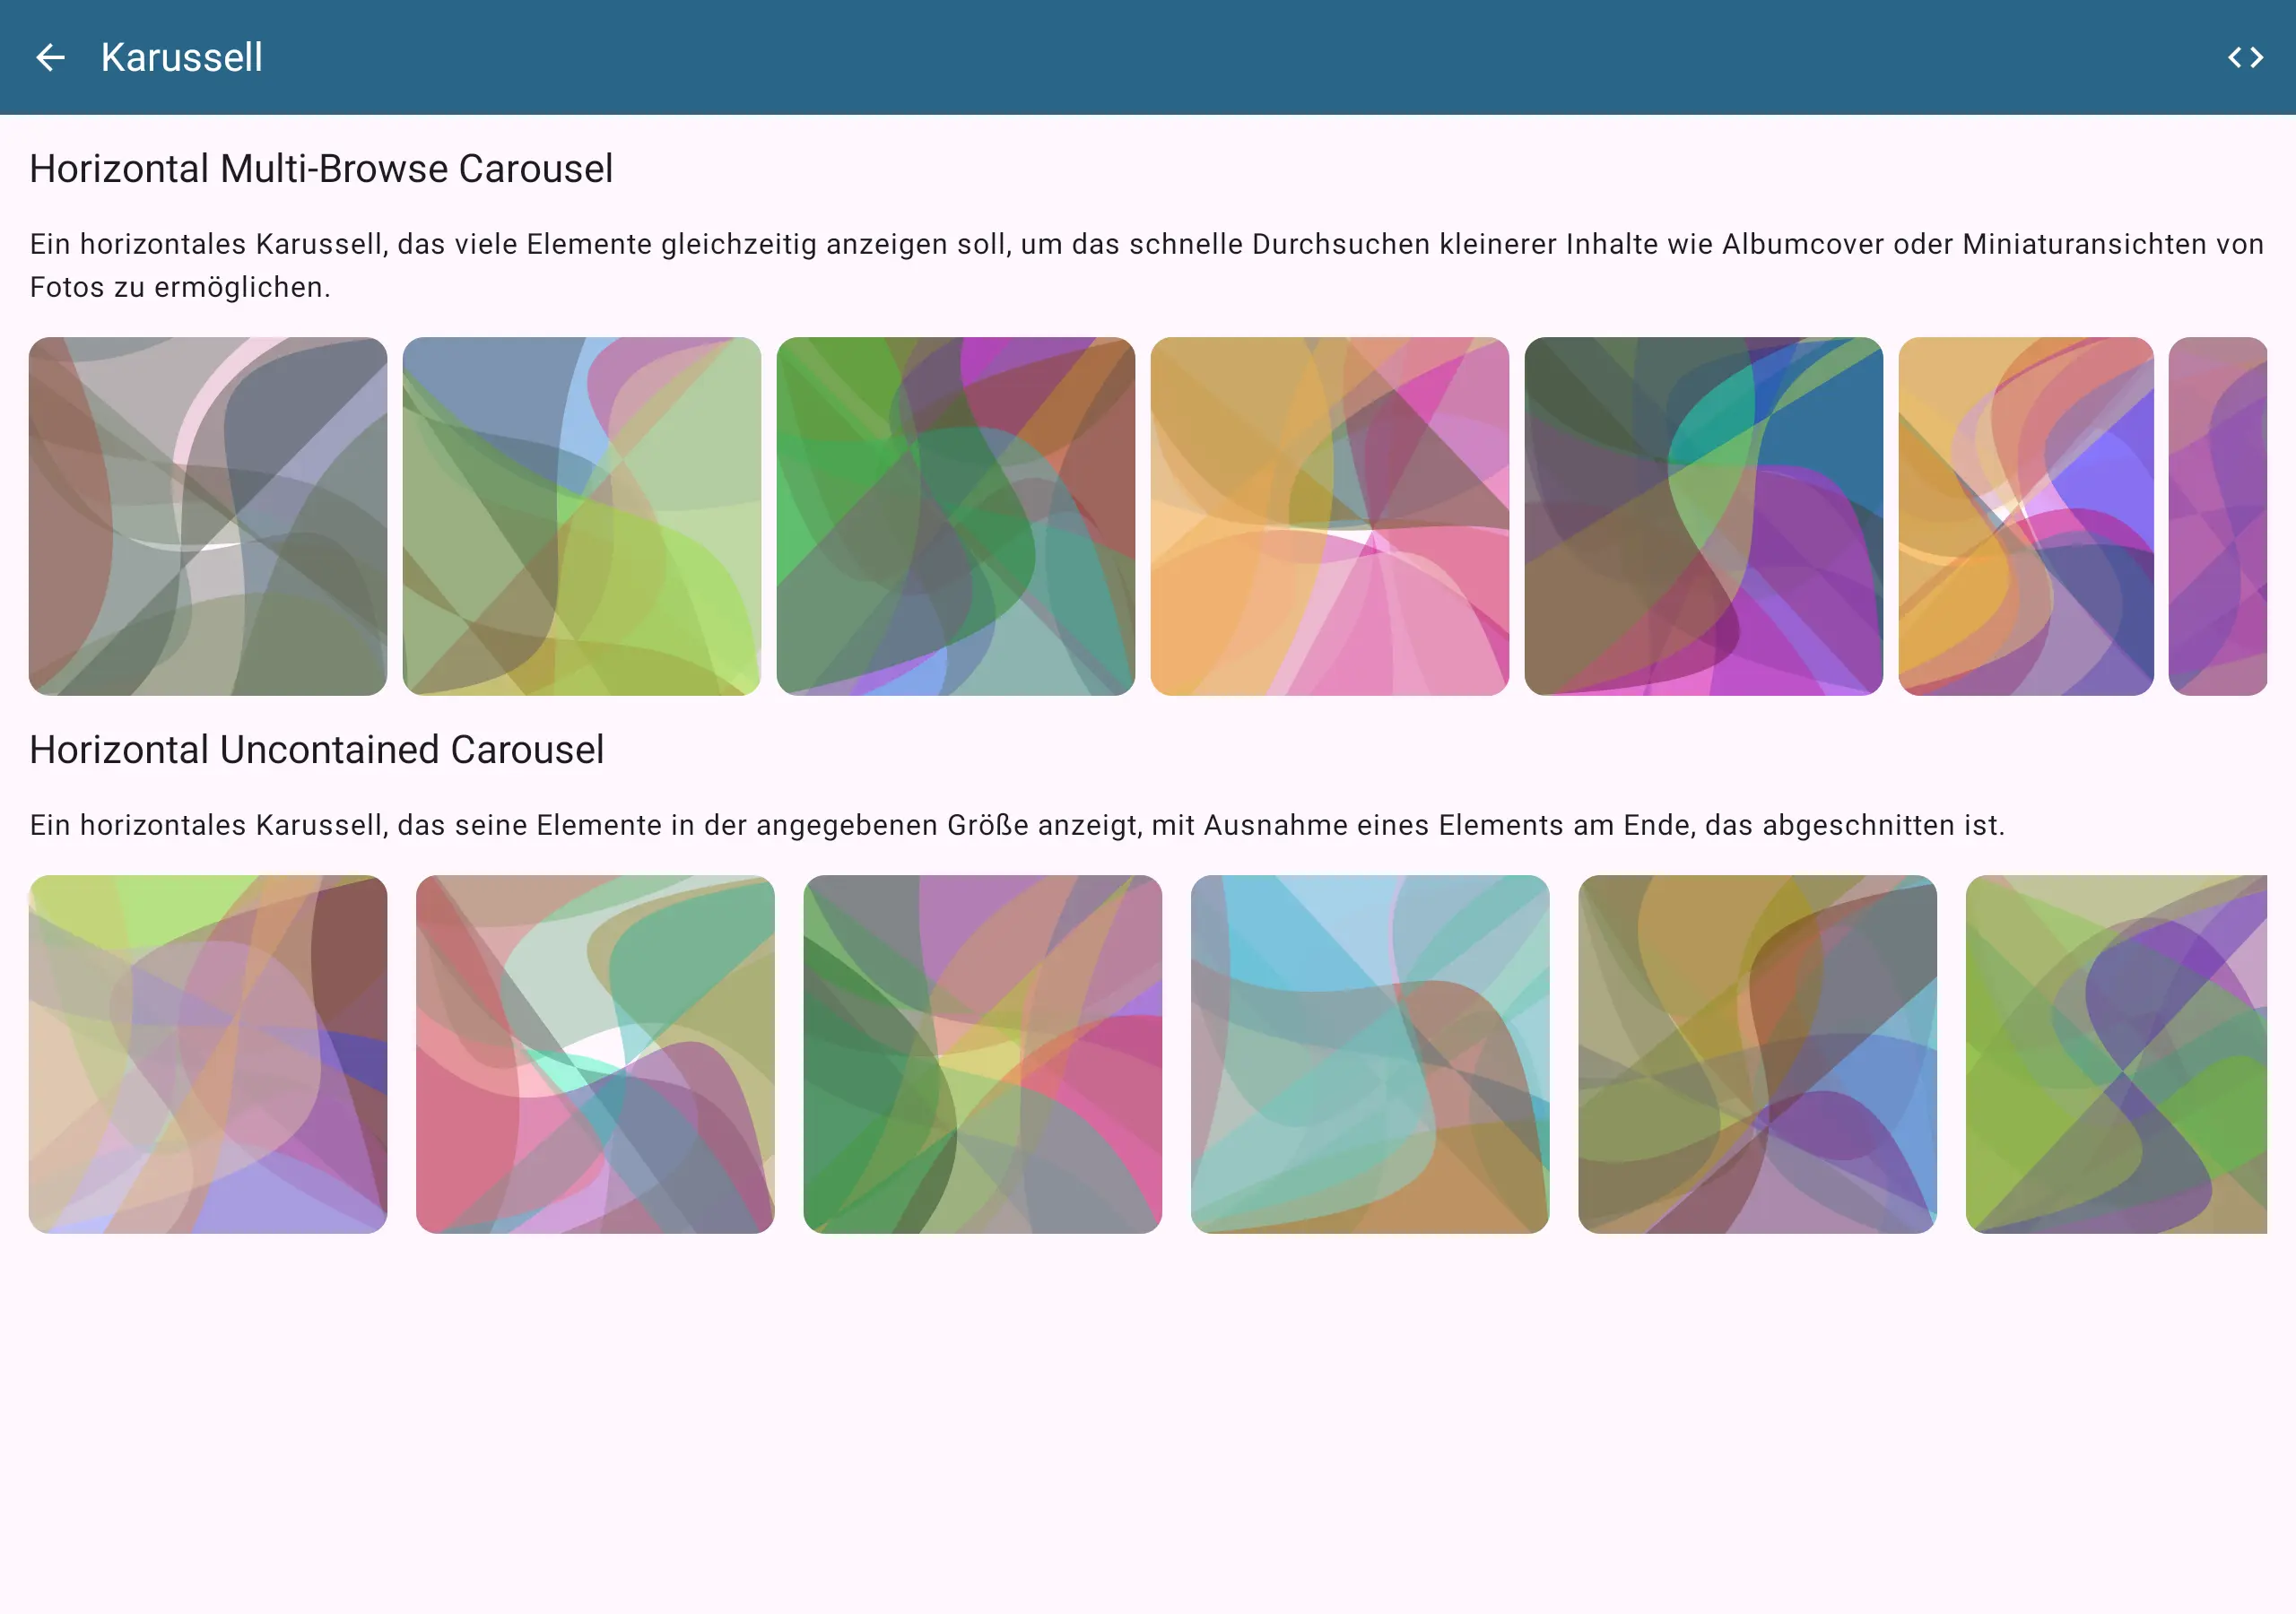 Karussell
Horizontal Multi-Browse Carousel
Ein horizontales Karussell, das viele Elemente gleichzeitig anzeigen soll, um das schnelle Durchsuchen kleinerer Inhalte wie Albumcover oder Miniaturansichten von
Fotos zu ermöglichen.
Horizontal Uncontained Carousel
Ein horizontales Karussell, das seine Elemente in der angegebenen Größe anzeigt, mit Ausnahme eines Elements am Ende, das abgeschnitten ist.